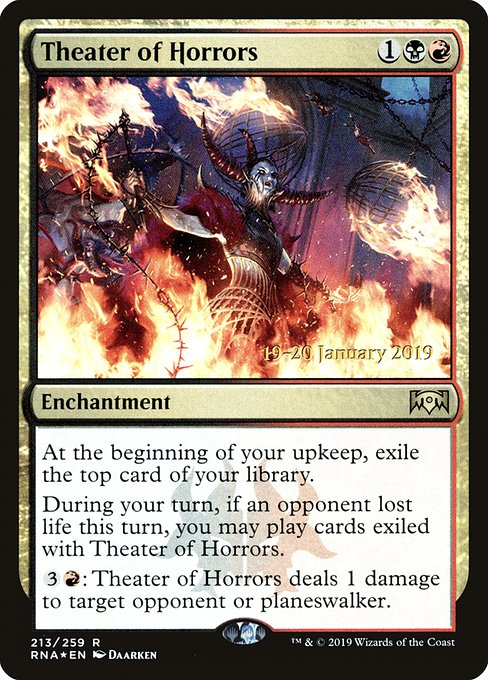 Theater of Horrors 1
19-20 January 2019
Enchantment
At the beginning of your upkeep, exile
the top card of your library.
During your turn, if an opponent lost
life this turn, you may play cards exiled
with Theater of Horrors.
3 : Theater of Horrors deals 1 damage
to target opponent or planeswalker.
213/259 R
™ & © 2019 Wizards of the Coast
RNA★EN Daarken